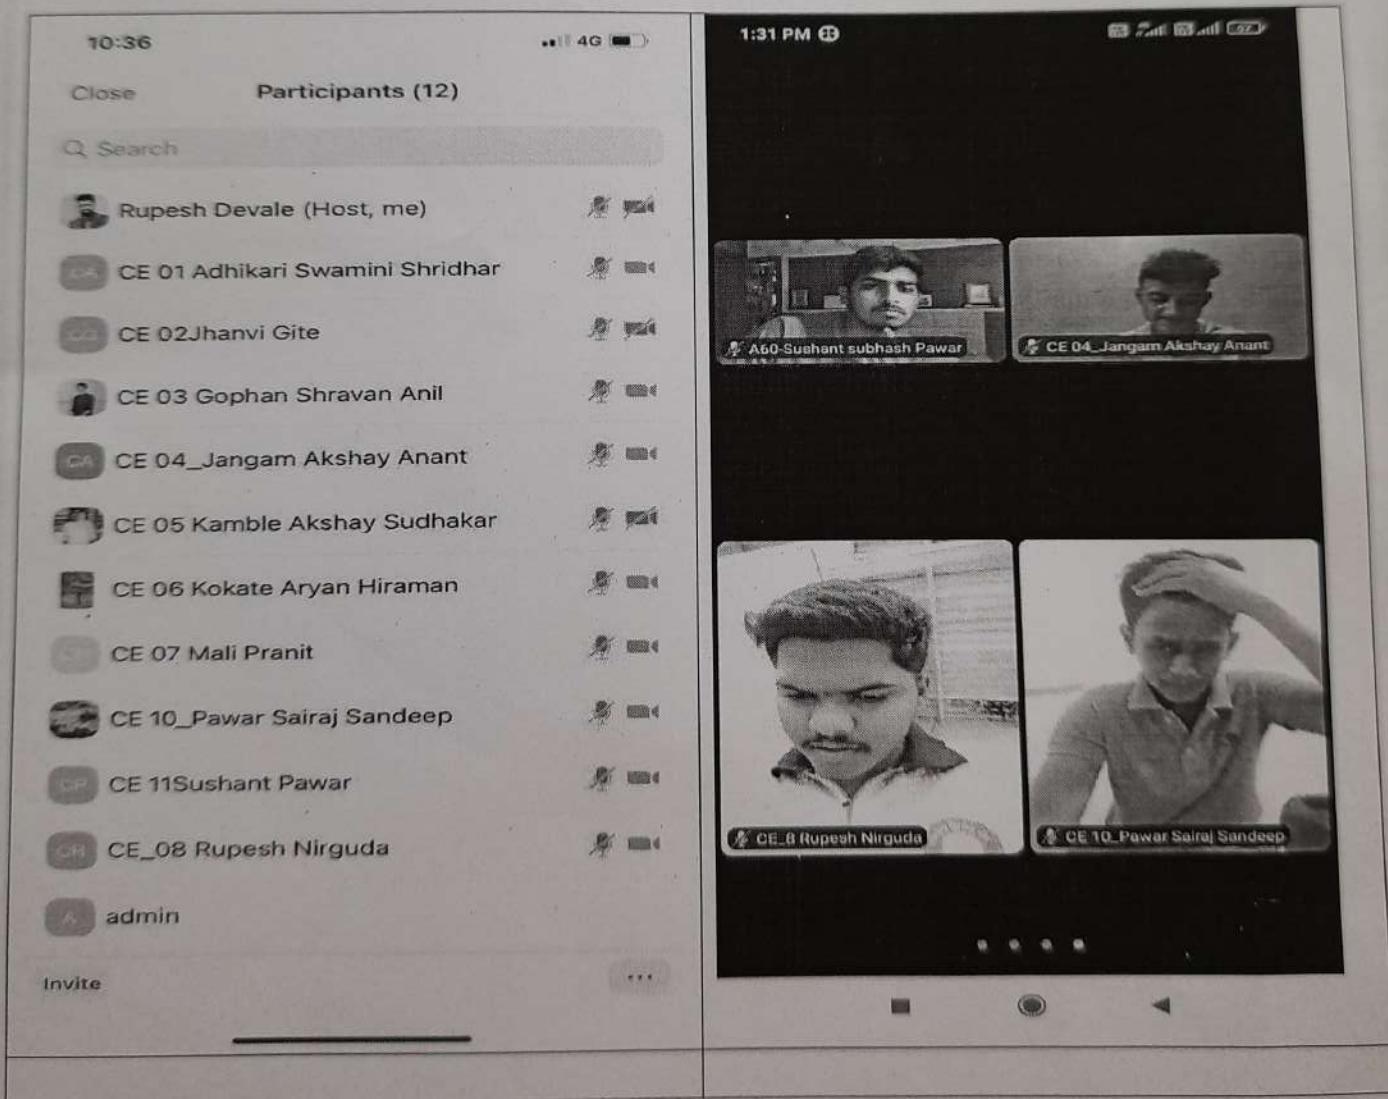 10:36
4G
Close
Participants (12)
Search
Rupesh Devale (Host, me)
CE 01 Adhikari Swamini Shridhar
CE 02Jhanvi Gite
CE 03 Gophan Shravan Anil
CA
CE 04_Jangam Akshay Anant
CE 05 Kamble Akshay Sudhakar
CE 06 Kokate Aryan Hiraman
CE 07 Mali Pranit
CE 10_Pawar Sairaj Sandeep
CP
CE 11Sushant Pawar
CR
CE_08 Rupesh Nirguda
A
admin
Invite
...
1:31 PM
A60-Sushant subhash Pawar
CE 04_Jangam Akshay Anant
CE_8 Rupesh Nirguda
CE 10_Pawar Sairaj Sandeep